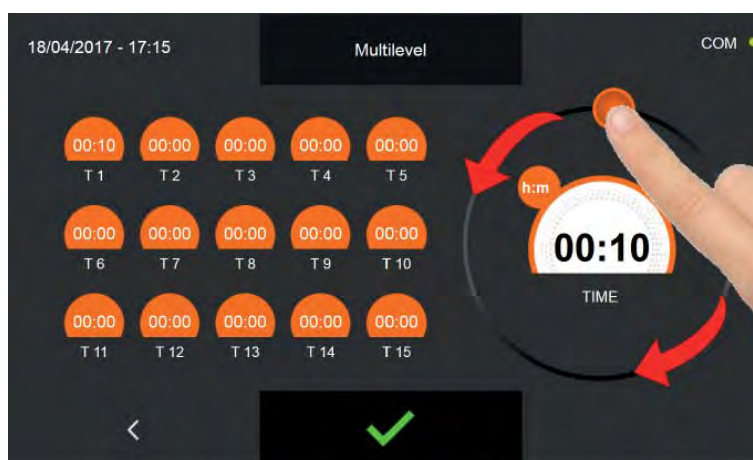 18/04/2017 - 17:15
Multilevel
COM
00:10 00:00 00:00 00:00 00:00
T 1 T 2 T 3 T 4 T 5
00:00 00:00 00:00 00:00 00:00
T 6 T 7 T 8 T 9 T 10
00:00 00:00 00:00 00:00 00:00
T 11 T 12 T 13 T 14 T 15
h:m
00:10
TIME